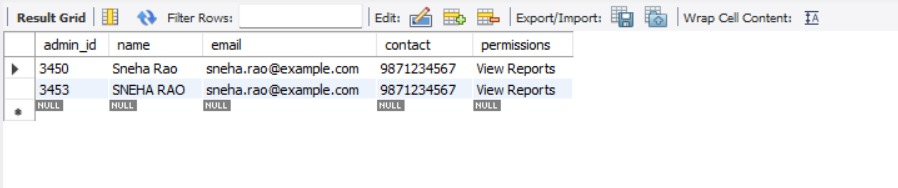 Result Grid Filter Rows: Edit: Export/Import: Wrap Cell Content: IA
admin_id name email contact permissions
3450 Sneha Rao sneha.rao@example.com 9871234567 View Reports
3453 SNEHA RAO sneha.rao@example.com 9871234567 View Reports
NULL NULL NULL NULL NULL